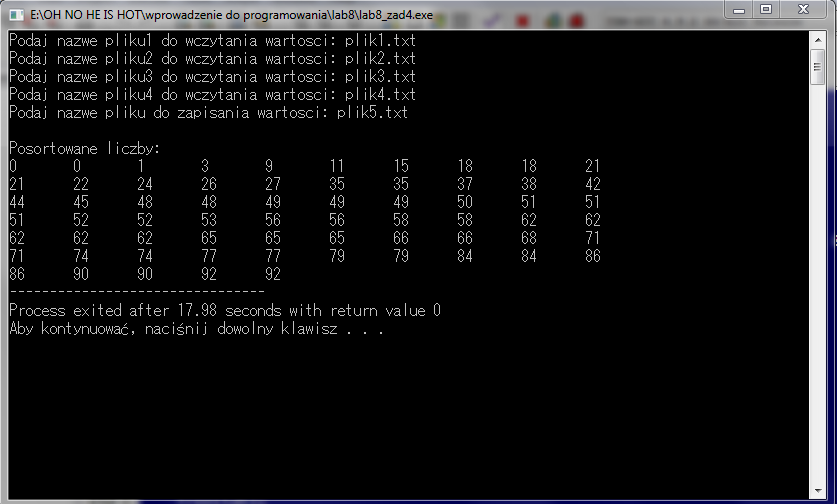 E:\OH NO HE IS HOT\wprowadzenie do programowania\lab8\lab8_zad4.exe
Podaj nazwe pliku1 do wczytania wartosci: plik1.txt
Podaj nazwe pliku2 do wczytania wartosci: plik2.txt
Podaj nazwe pliku3 do wczytania wartosci: plik3.txt
Podaj nazwe pliku4 do wczytania wartosci: plik4.txt
Podaj nazwe pliku do zapisania wartosci: plik5.txt
Posortowane liczby:
0 0 1 3 9 11 15 18 18 21
21 22 24 26 27 35 35 37 38 42
44 45 48 48 49 49 49 50 51 51
51 52 52 53 56 56 58 58 62 62
62 62 62 65 65 65 66 66 68 71
71 74 74 77 77 79 79 84 84 86
86 90 90 92 92
--------------------------------
Process exited after 17.98 seconds with return value 0
Aby kontynuować, naciśnij dowolny klawisz . . .